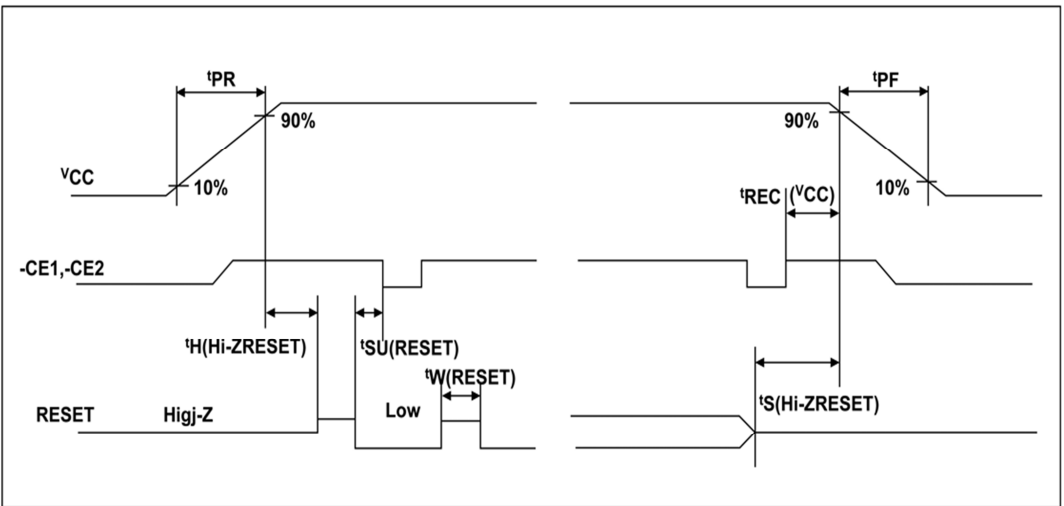 tPR
tPF
90%
90%
VCC
10%
10%
tREC (VCC)
-CE1,-CE2
tH(Hi-ZRESET)
tSU(RESET)
tW(RESET)
tS(Hi-ZRESET)
RESET
Higj-Z
Low